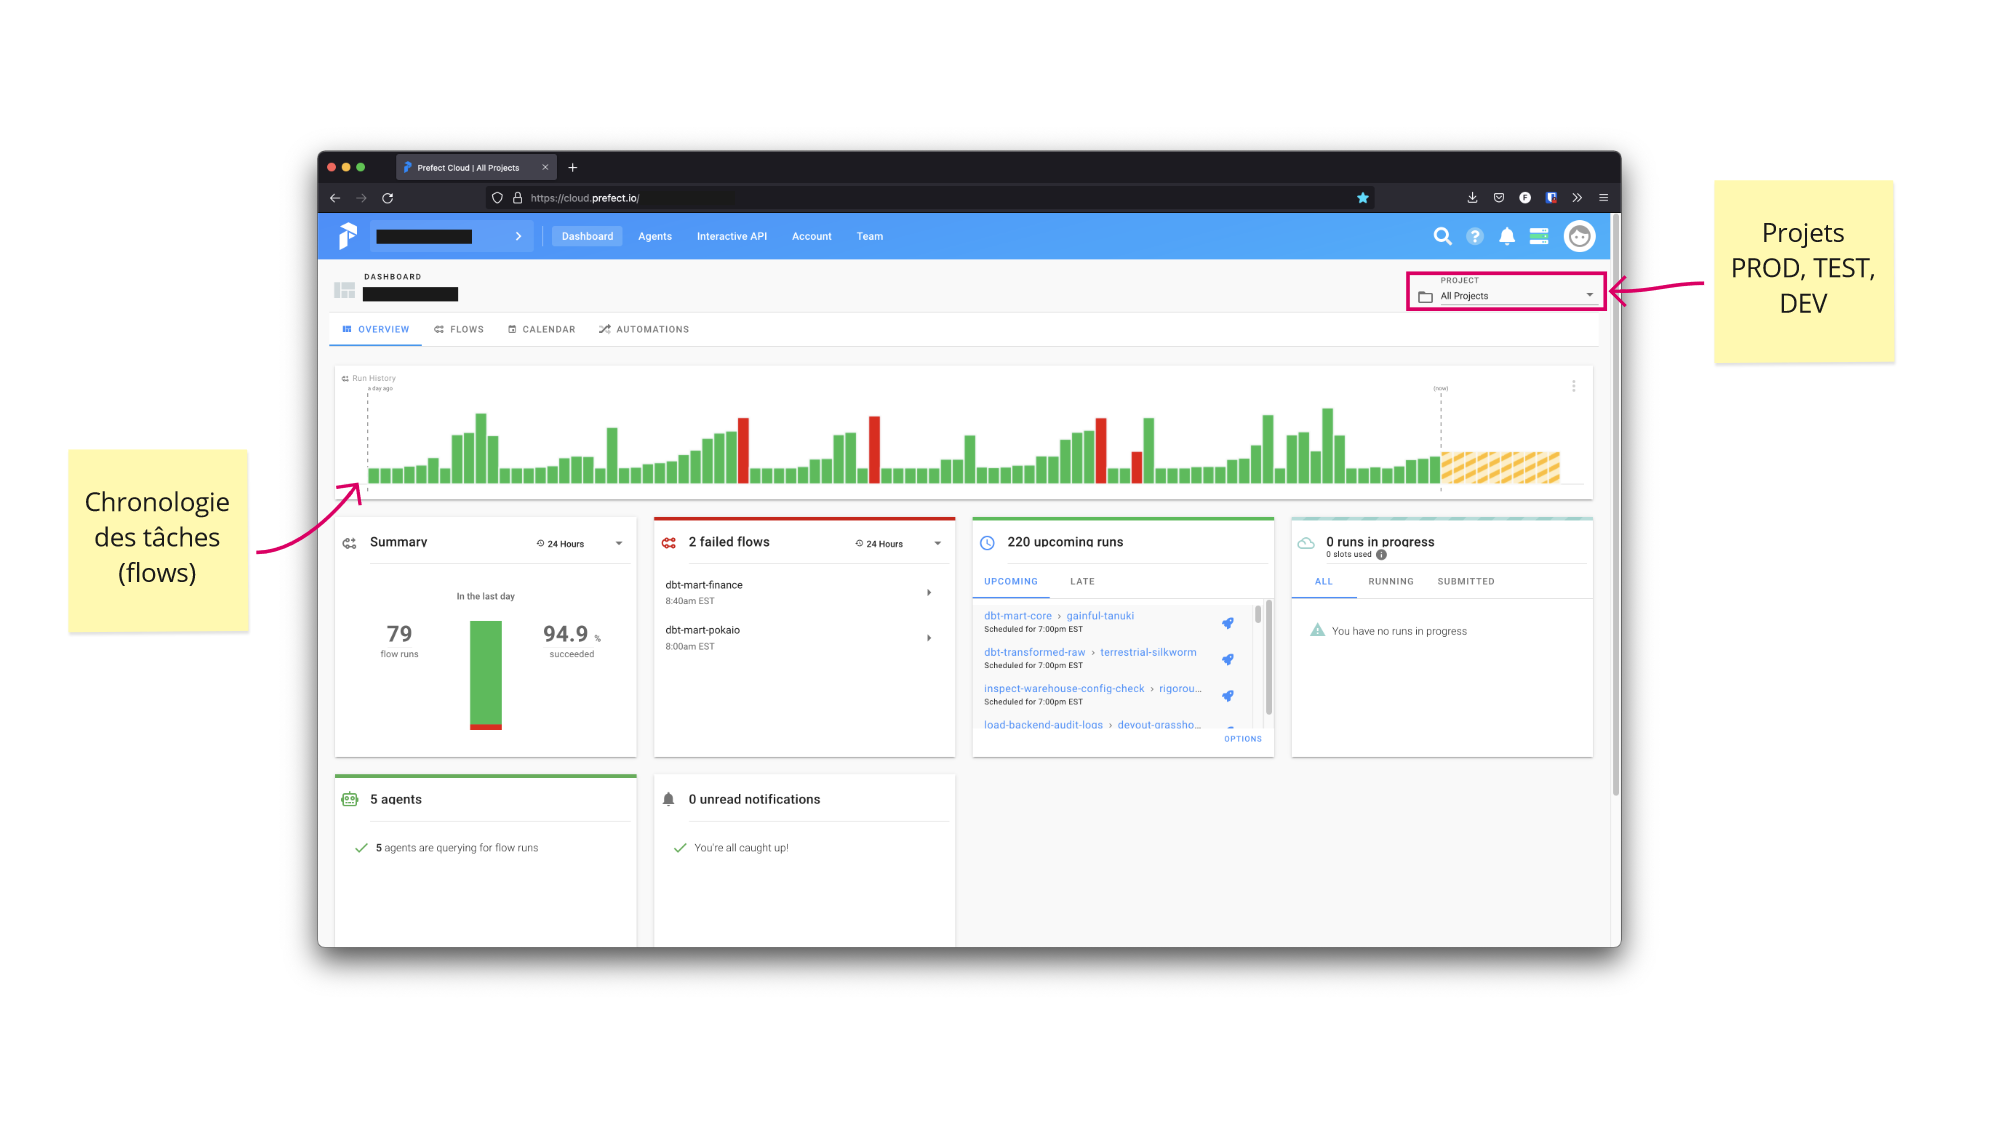 Prefect Cloud | All Projects
https://cloud.prefect.io/
Dashboard
Agents
Interactive API
Account
Team
DASHBOARD
PROJECT
All Projects
Projets
PROD, TEST,
DEV
OVERVIEW
FLOWS
CALENDAR
AUTOMATIONS
Run History
a day ago
(now)
Chronologie
des tâches
(flows)
Summary
24 Hours
In the last day
79
flow runs
94.9 %
succeeded
2 failed flows
24 Hours
dbt-mart-finance
8:40am EST
dbt-mart-pokaio
8:00am EST
220 upcoming runs
UPCOMING
LATE
dbt-mart-core › gainful-tanuki
Scheduled for 7:00pm EST
dbt-transformed-raw › terrestrial-silkworm
Scheduled for 7:00pm EST
inspect-warehouse-config-check › rigorou...
Scheduled for 7:00pm EST
load-backend-audit-logs › devout-grassho...
OPTIONS
0 runs in progress
0 slots used
ALL
RUNNING
SUBMITTED
You have no runs in progress
5 agents
5 agents are querying for flow runs
0 unread notifications
You're all caught up!